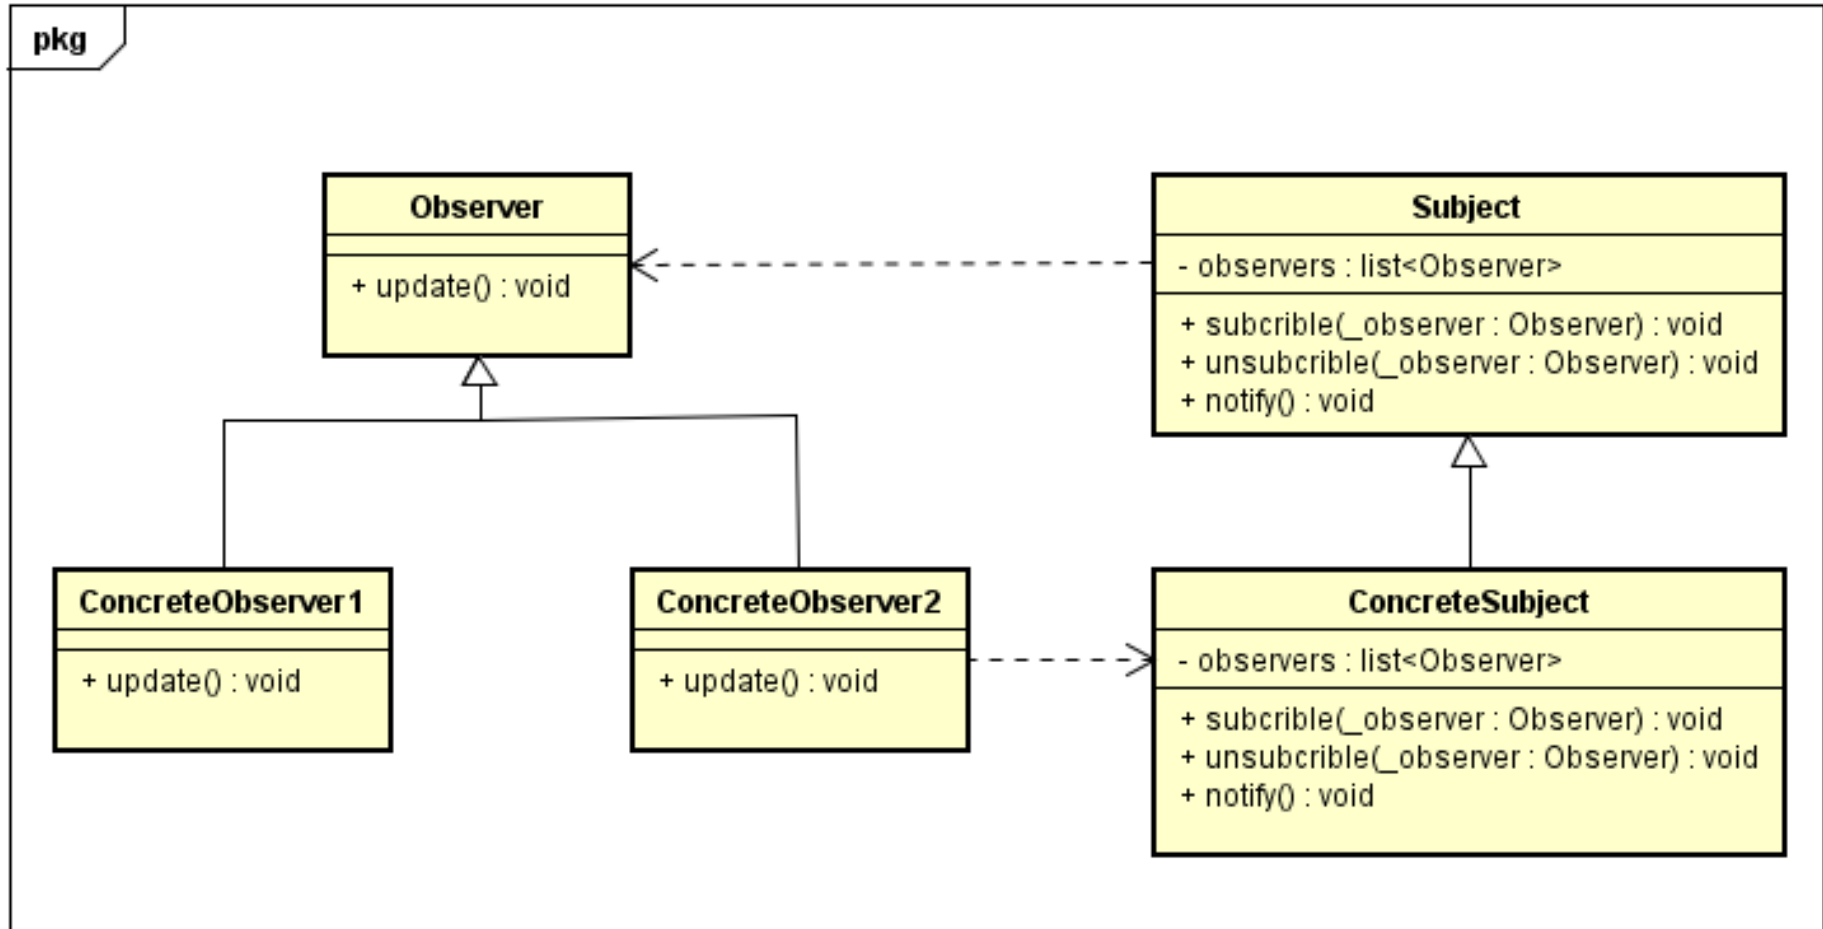 pkg
Observer
+ update() : void
Subject
- observers : list<Observer>
+ subcrible(_observer : Observer) : void
+ unsubcrible(_observer : Observer) : void
+ notify() : void
ConcreteObserver1
+ update() : void
ConcreteObserver2
+ update() : void
ConcreteSubject
- observers : list<Observer>
+ subcrible(_observer : Observer) : void
+ unsubcrible(_observer : Observer) : void
+ notify() : void